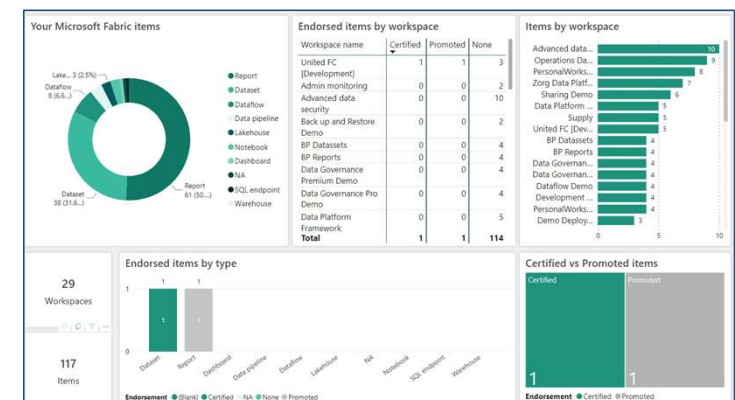 Your Microsoft Fabric items
Lake... 3 (2.5%)
Dataflow
8 (6.6...)
Dataset
38 (31.6...)
Report
61 (50....)
Report
Dataset
Dataflow
Data pipeline
Lakehouse
Notebook
Dashboard
NA
SQL endpoint
Warehouse
Endorsed items by workspace
Workspace name Certified Promoted None
United FC 1 1 3
[Development]
Admin monitoring 0 0 2
Advanced data 0 0 10
security
Back up and Restore 0 0 2
Demo
BP Datassets 0 0 4
BP Reports 0 0 4
Data Governance 0 0 4
Premium Demo
Data Governance Pro 0 0 4
Demo
Data Platform 0 0 5
Framework
Total 1 1 114
Items by workspace
Advanced data... 10
Operations Da... 9
PersonalWorks... 8
Zorg Data Platf... 7
Sharing Demo 6
Data Platform ... 5
Supply 5
United FC [Dev... 5
BP Datassets 4
BP Reports 4
Data Governan... 4
Data Governan... 4
Dataflow Demo 4
Development ... 4
PersonalWorks... 4
Demo Deploy... 3
0 5 10
29
Workspaces
117
Items
Endorsed items by type
1
0
1 1
1 1
Dataset Report Dashboard Data pipeline Dataflow Lakehouse NA Notebook SQL endpoint Warehouse
Endorsement (Blank) Certified NA None Promoted
Certified vs Promoted items
Certified Promoted
1 1
Endorsement Certified Promoted